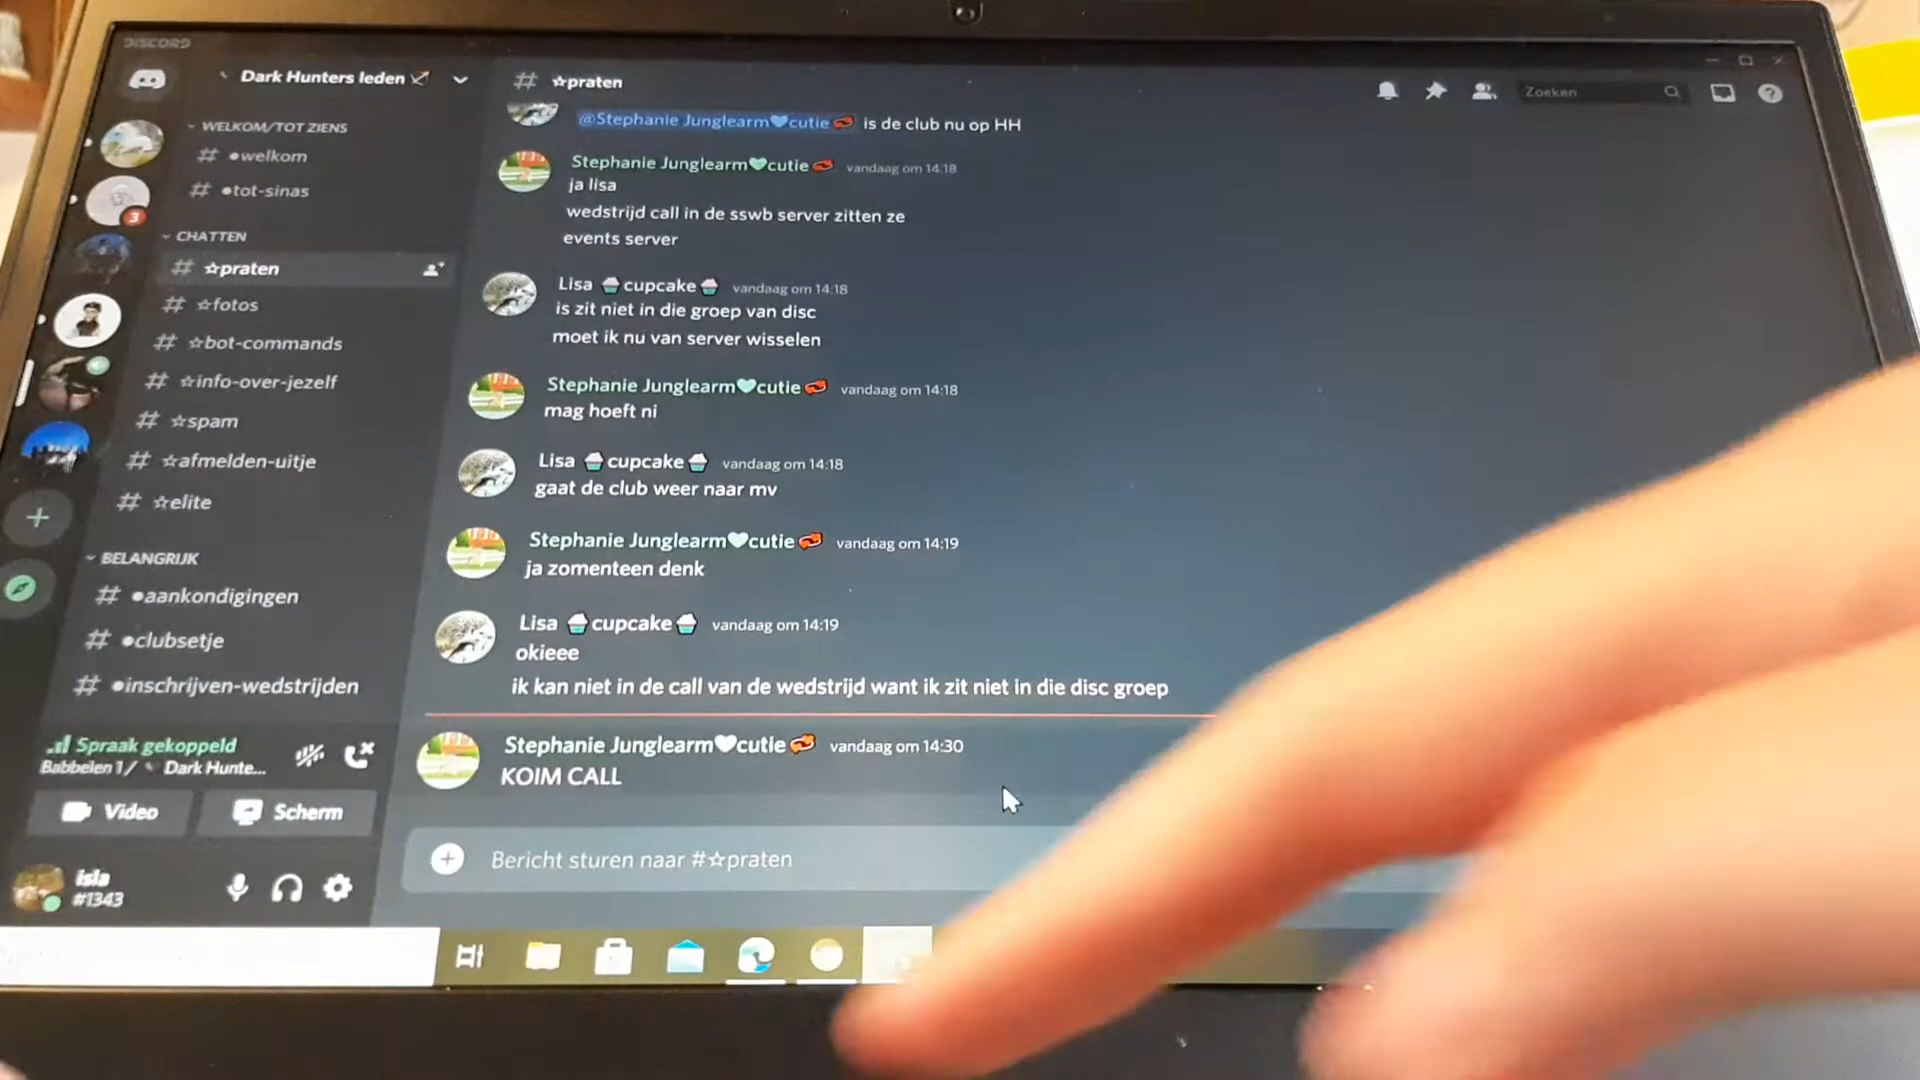 DISCORD
Dark Hunters leden
WELKOM/TOT ZIENS
# •welkom
# •tot-sinas
CHATTEN
# ☆praten
# ☆fotos
# ☆bot-commands
# ☆info-over-jezelf
# ☆spam
# ☆afmelden-uitje
# ☆elite
BELANGRIJK
# •aankondigingen
# •clubsetje
# •inschrijven-wedstrijden
Spraak gekoppeld
Babbelen 1 / Dark Hunte...
Video
Scherm
isla
#1343
3
# ☆praten
Zoeken
@Stephanie Junglearm🤍cutie🥓 is de club nu op HH
Stephanie Junglearm🤍cutie🥓 vandaag om 14:18
ja lisa
wedstrijd call in de sswb server zitten ze
events server
Lisa 🧁cupcake🧁 vandaag om 14:18
is zit niet in die groep van disc
moet ik nu van server wisselen
Stephanie Junglearm🤍cutie🥓 vandaag om 14:18
mag hoeft ni
Lisa 🧁cupcake🧁 vandaag om 14:18
gaat de club weer naar mv
Stephanie Junglearm🤍cutie🥓 vandaag om 14:19
ja zomenteen denk
Lisa 🧁cupcake🧁 vandaag om 14:19
okieee
ik kan niet in de call van de wedstrijd want ik zit niet in die disc groep
Stephanie Junglearm🤍cutie🥓 vandaag om 14:30
KOIM CALL
Bericht sturen naar #☆praten